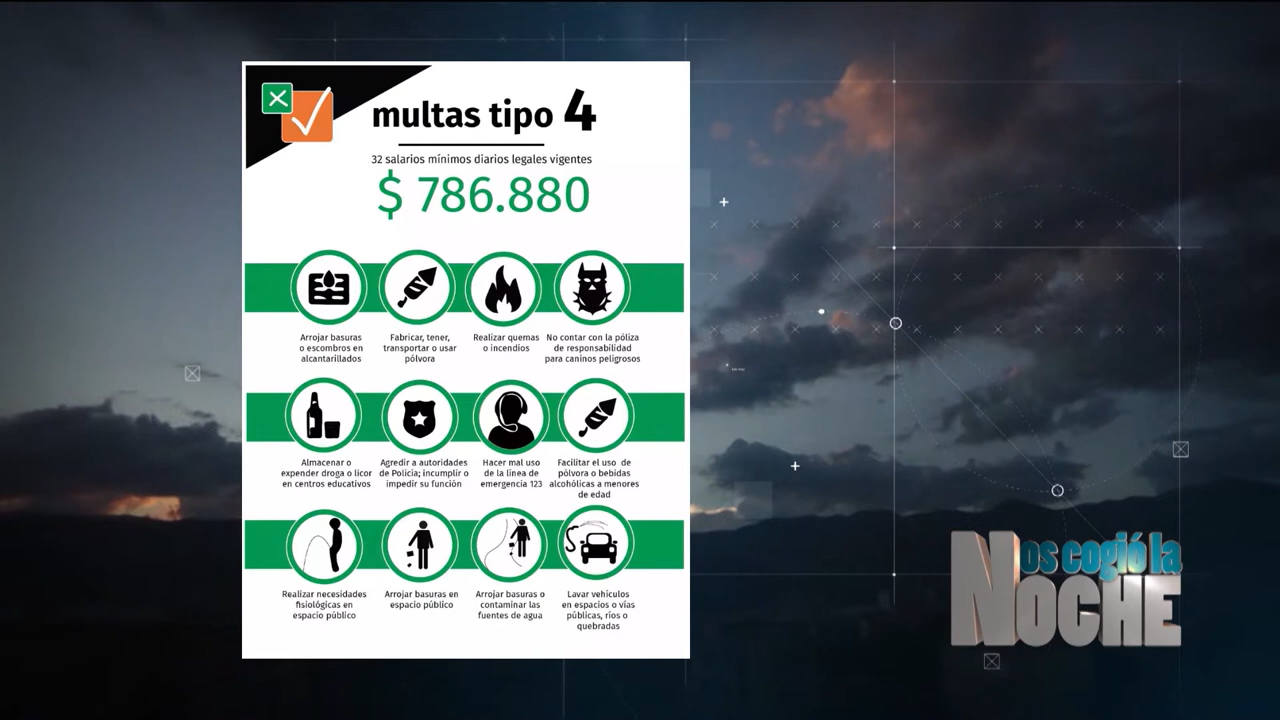 multas tipo 4
32 salarios mínimos diarios legales vigentes
$ 786.880
Arrojar basuras
o escombros en
alcantarillados
Fabricar, tener,
transportar o usar
pólvora
Realizar quemas
o incendios
No contar con la póliza
de responsabilidad
para caninos peligrosos
Almacenar o
expender droga o licor
en centros educativos
Agredir a autoridades
de Policía; incumplir o
impedir su función
Hacer mal uso
de la línea de
emergencia 123
Facilitar el uso de
pólvora o bebidas
alcohólicas a menores
de edad
Realizar necesidades
fisiológicas en
espacio público
Arrojar basuras en
espacio público
Arrojar basuras o
contaminar las
fuentes de agua
Lavar vehículos
en espacios o vías
públicas, ríos o
quebradas
Nos cogió la
NOCHE